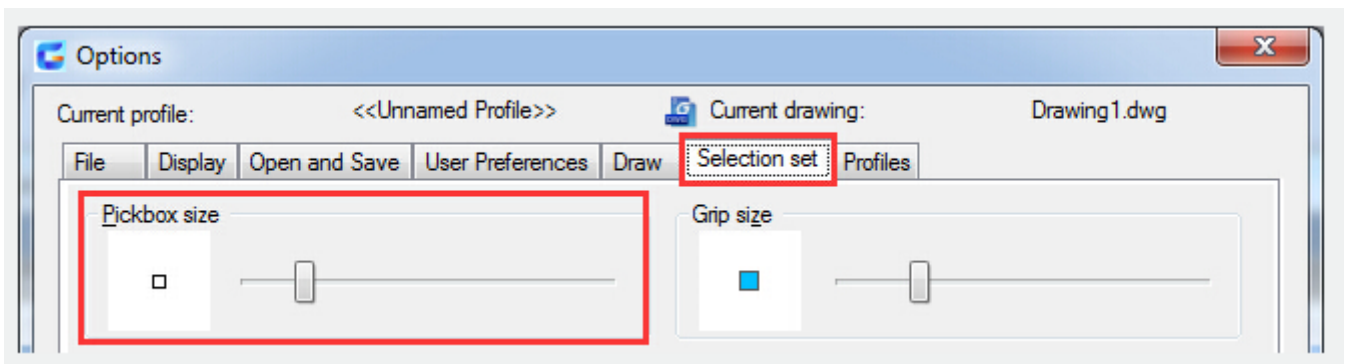 Options
x
Current profile: <<Unnamed Profile>> Current drawing: Drawing1.dwg
File Display Open and Save User Preferences Draw Selection set Profiles
Pickbox size Grip size